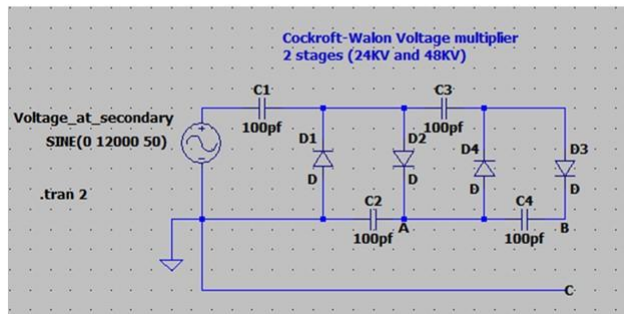 Cockroft-Walon Voltage multiplier
2 stages (24KV and 48KV)
C1
C3
Voltage_at_secondary
100pf
100pf
SINE(0 12000 50)
D1
D2
D4
D3
D
D
D
D
.tran 2
C2
C4
A
B
100pf
100pf
C